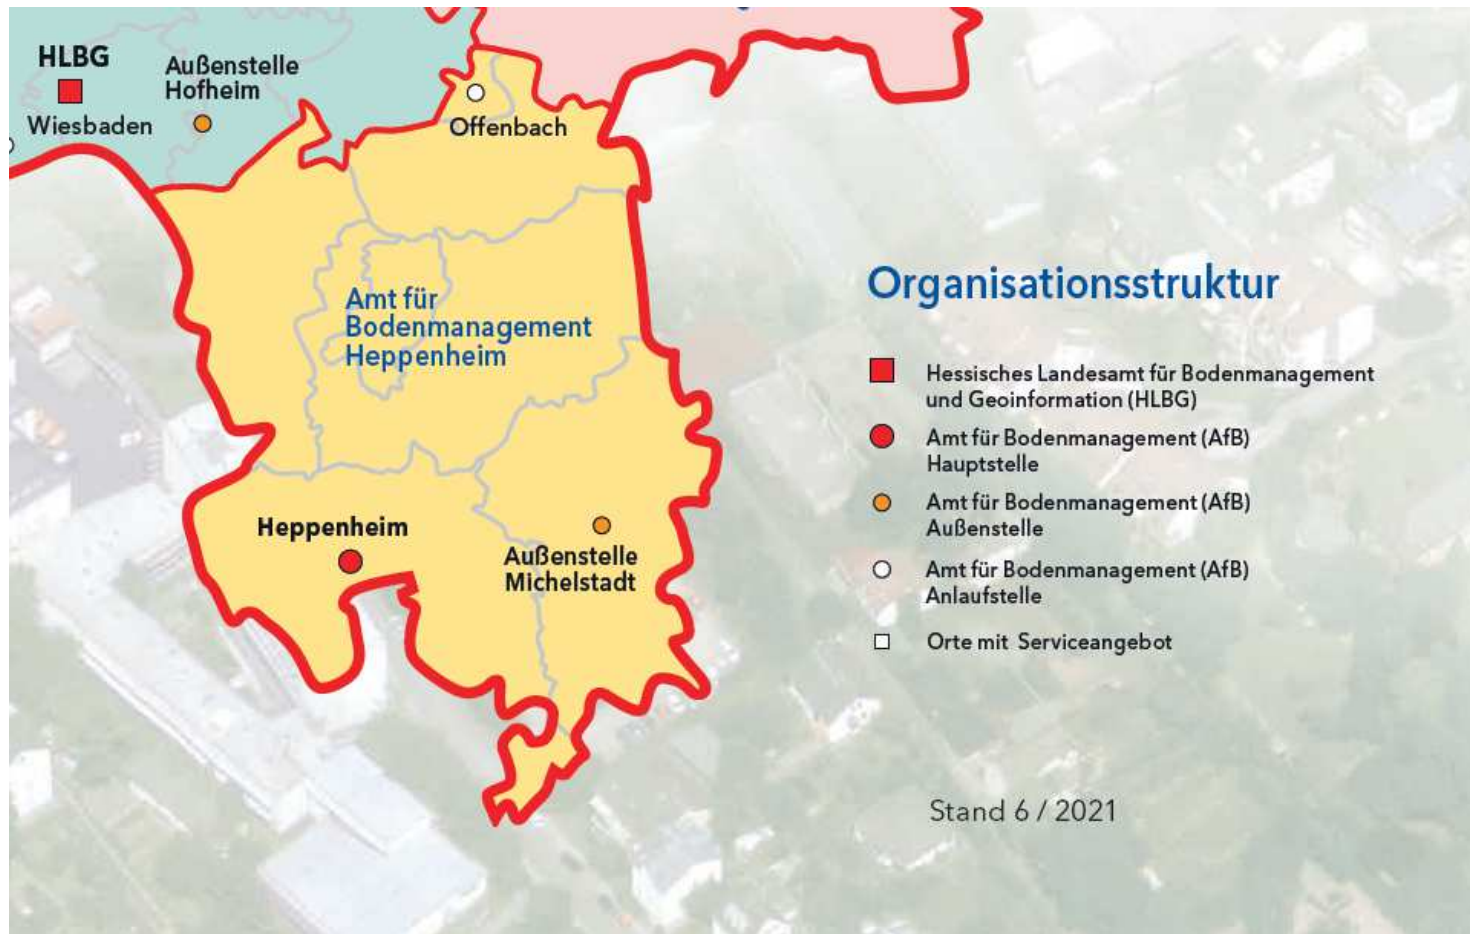 HLBG
Wiesbaden
Außenstelle
Hofheim
Offenbach
Amt für
Bodenmanagement
Heppenheim
Heppenheim
Außenstelle
Michelstadt
Organisationsstruktur
Hessisches Landesamt für Bodenmanagement
und Geoinformation (HLBG)
Amt für Bodenmanagement (AfB)
Hauptstelle
Amt für Bodenmanagement (AfB)
Außenstelle
Amt für Bodenmanagement (AfB)
Anlaufstelle
Orte mit Serviceangebot
Stand 6 / 2021